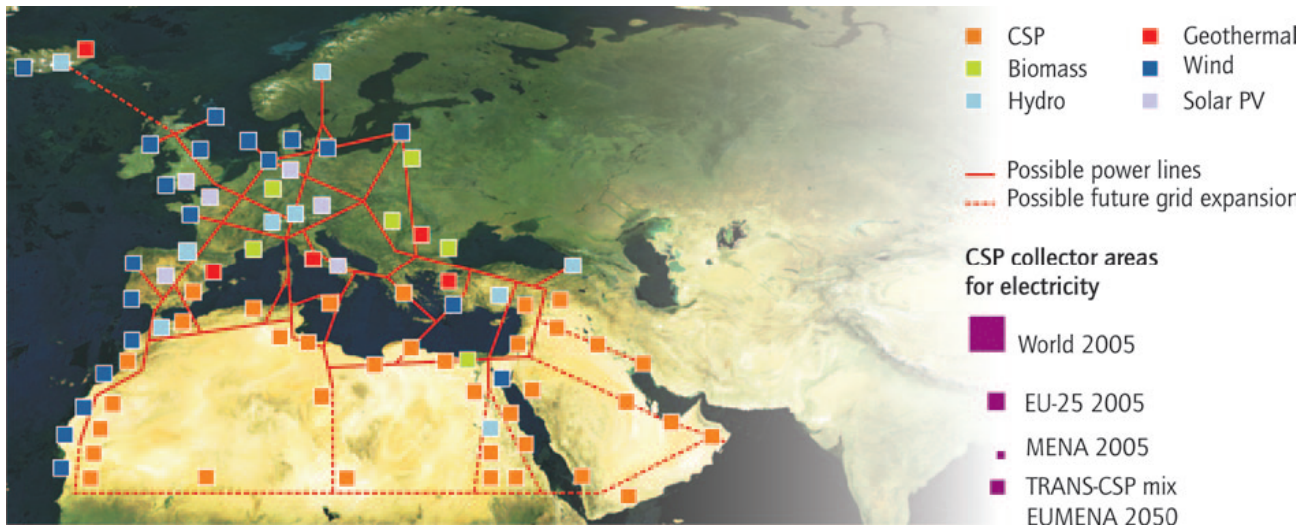 CSP
Geothermal
Biomass
Wind
Hydro
Solar PV
Possible power lines
Possible future grid expansion
CSP collector areas
for electricity
World 2005
EU-25 2005
MENA 2005
TRANS-CSP mix
EUMENA 2050